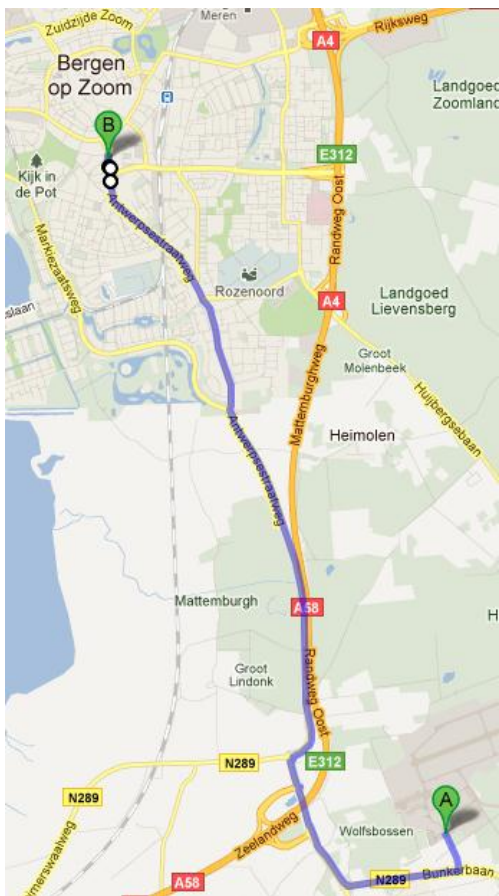 Zuidzijde Zoom
Meren
A4
Rijksweg
Bergen
op Zoom
Landgoed
Zoomland
B
E312
Kijk in
de Pot
Randweg Oost
Antwerpsestraatweg
Markiezaatsweg
Rozenoord
A4
Landgoed
Lievensberg
eslaan
Groot
Molenbeek
Mattemburghweg
Huijbergsebaan
Antwerpsestraatweg
Heimolen
Mattemburgh
A58
H
Groot
Lindonk
Randweg Oost
N289
E312
N289
A
Zeelandweg
Wolfsbossen
imerswaalweg
A58
N289
Bunkerbaan